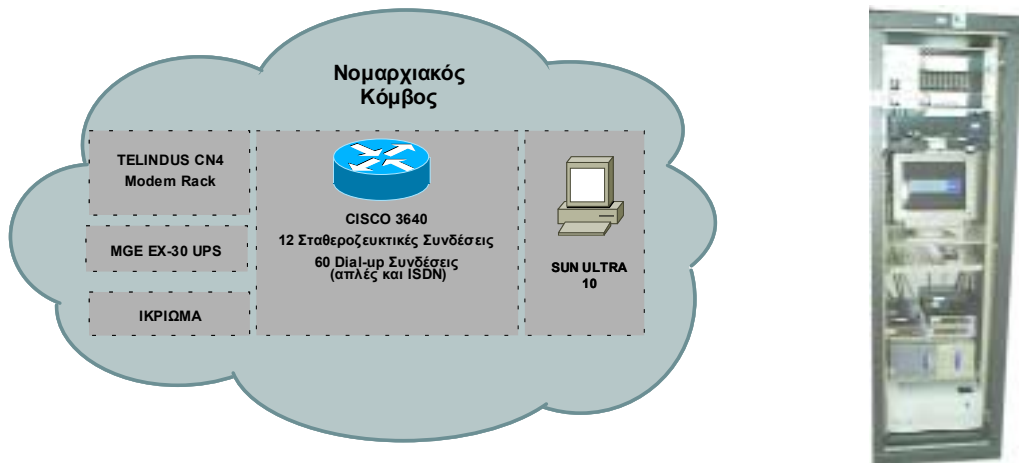 Νομαρχιακός
Κόμβος
TELINDUS CN4
Modem Rack
MGE EX-30 UPS
ΙΚΡΙΩΜΑ
CISCO 3640
12 Σταθεροζευκτικές Συνδέσεις
60 Dial-up Συνδέσεις
(απλές και ISDN)
SUN ULTRA
10